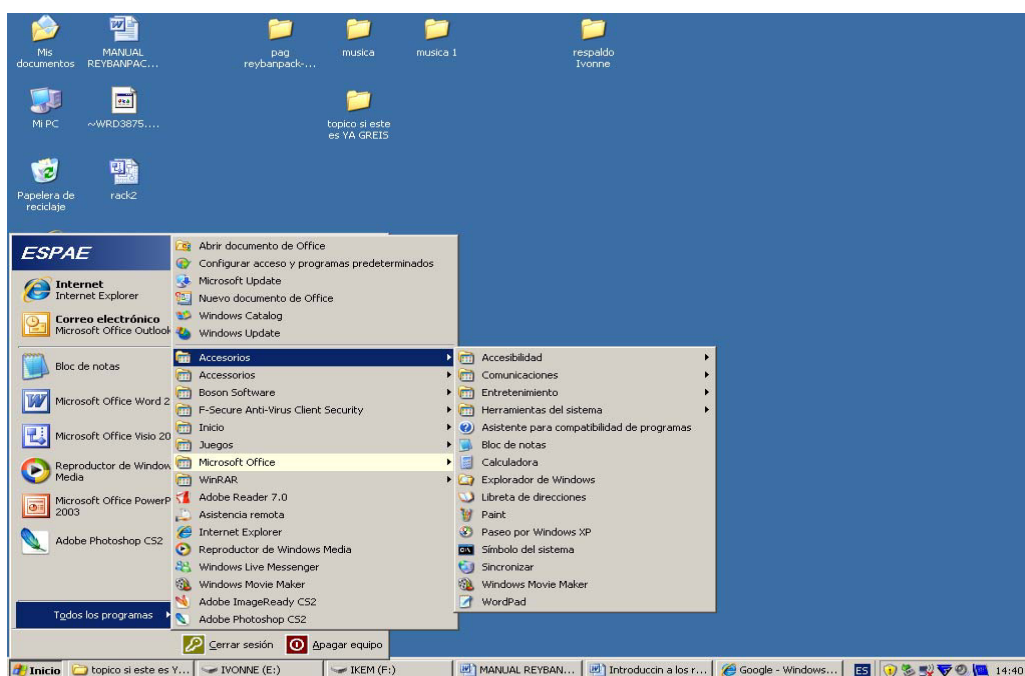 Mis
documentos
MANUAL
REYBANPAC...
pag
reybanpack-...
musica
musica 1
respaldo
Ivonne
Mi PC
~WRD3875....
topico si este
es YA GREIS
Papelera de
reciclaje
rack2
ESPAE
Internet
Internet Explorer
Correo electrónico
Microsoft Office Outlook
Bloc de notas
Microsoft Office Word 2
Microsoft Office Visio 20
Reproductor de Window
Media
Microsoft Office PowerP
2003
Adobe Photoshop CS2
Todos los programas
Abrir documento de Office
Configurar acceso y programas predeterminados
Microsoft Update
Nuevo documento de Office
Windows Catalog
Windows Update
Accesorios
Accessorios
Boson Software
F-Secure Anti-Virus Client Security
Inicio
Juegos
Microsoft Office
WinRAR
Adobe Reader 7.0
Asistencia remota
Internet Explorer
Reproductor de Windows Media
Windows Live Messenger
Windows Movie Maker
Adobe ImageReady CS2
Adobe Photoshop CS2
Accesibilidad
Comunicaciones
Entretenimiento
Herramientas del sistema
Asistente para compatibilidad de programas
Bloc de notas
Calculadora
Explorador de Windows
Libreta de direcciones
Paint
Paseo por Windows XP
Símbolo del sistema
Sincronizar
Windows Movie Maker
WordPad
Cerrar sesión
Apagar equipo
Inicio
topico si este es Y...
IVONNE (E:)
IKEM (F:)
MANUAL REYBAN...
Introduccin a los r...
Google - Windows...
ES
14:40